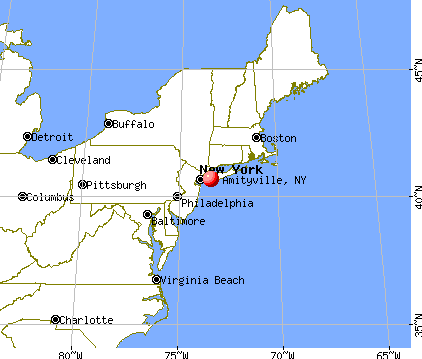 45°N
Buffalo
Detroit
Boston
Cleveland
New York
Amityville, NY
Pittsburgh
Columbus
40°N
Philadelphia
Baltimore
Virginia Beach
Charlotte
35°N
80°W
75°W
70°W
65°W